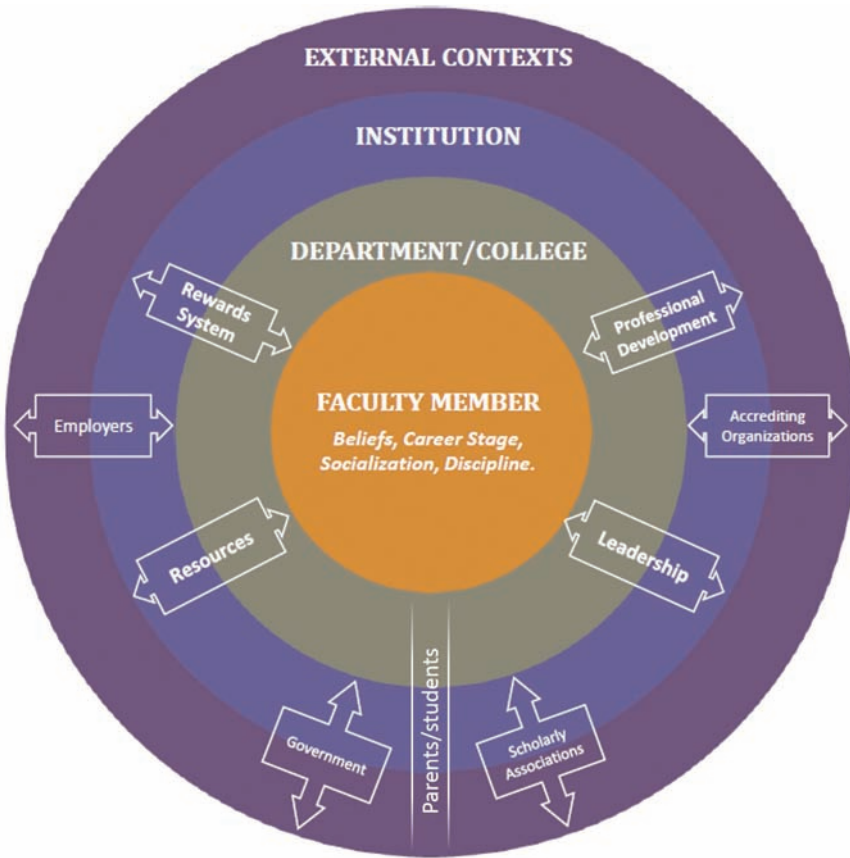 EXTERNAL CONTEXTS
INSTITUTION
DEPARTMENT/COLLEGE
Rewards
System
Professional
Development
FACULTY MEMBER
Beliefs, Career Stage,
Socialization, Discipline.
Employers
Accrediting
Organizations
Resources
Leadership
Government
Parents/students
Scholarly
Associations